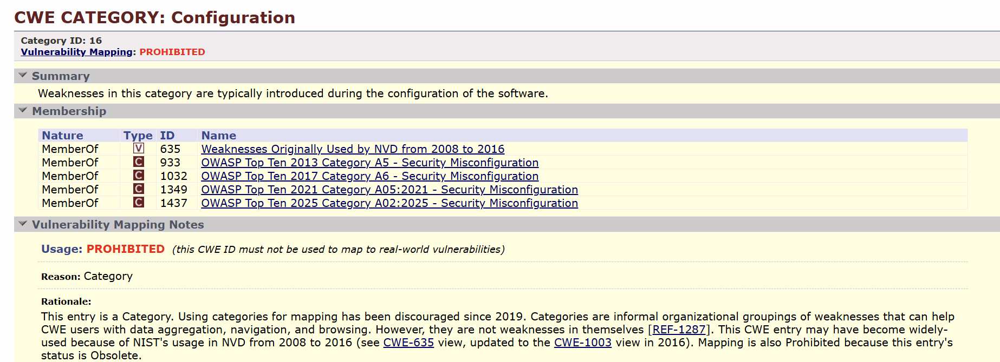 CWE CATEGORY: Configuration
Category ID: 16
Vulnerability Mapping: PROHIBITED
Summary
Weaknesses in this category are typically introduced during the configuration of the software.
Membership
Nature Type ID Name
MemberOf V 635 Weaknesses Originally Used by NVD from 2008 to 2016
MemberOf C 933 OWASP Top Ten 2013 Category A5 - Security Misconfiguration
MemberOf C 1032 OWASP Top Ten 2017 Category A6 - Security Misconfiguration
MemberOf C 1349 OWASP Top Ten 2021 Category A05:2021 - Security Misconfiguration
MemberOf C 1437 OWASP Top Ten 2025 Category A02:2025 - Security Misconfiguration
Vulnerability Mapping Notes
Usage: PROHIBITED (this CWE ID must not be used to map to real-world vulnerabilities)
Reason: Category
Rationale:
This entry is a Category. Using categories for mapping has been discouraged since 2019. Categories are informal organizational groupings of weaknesses that can help
CWE users with data aggregation, navigation, and browsing. However, they are not weaknesses in themselves [REF-1287]. This CWE entry may have become widely-
used because of NIST's usage in NVD from 2008 to 2016 (see CWE-635 view, updated to the CWE-1003 view in 2016). Mapping is also Prohibited because this entry's
status is Obsolete.